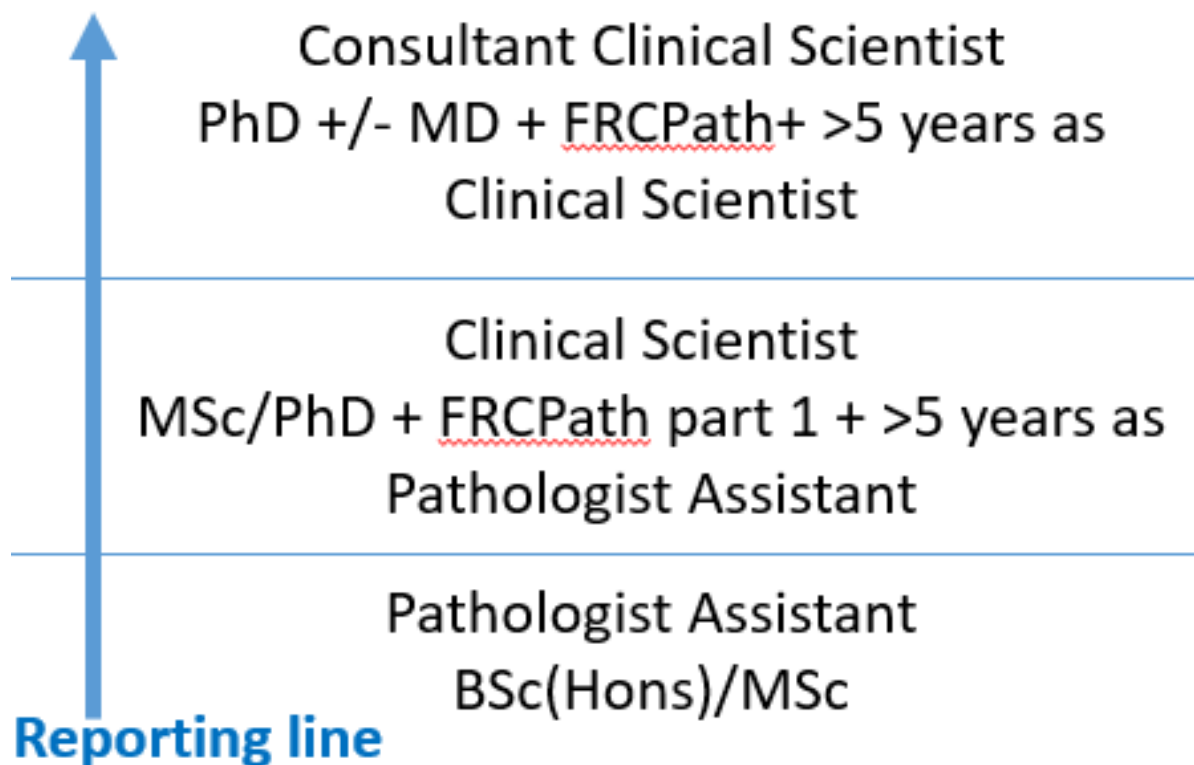 Consultant Clinical Scientist
PhD +/- MD + FRCPath+ >5 years as
Clinical Scientist
Clinical Scientist
MSc/PhD + FRCPath part 1 + >5 years as
Pathologist Assistant
Pathologist Assistant
BSc(Hons)/MSc
Reporting line